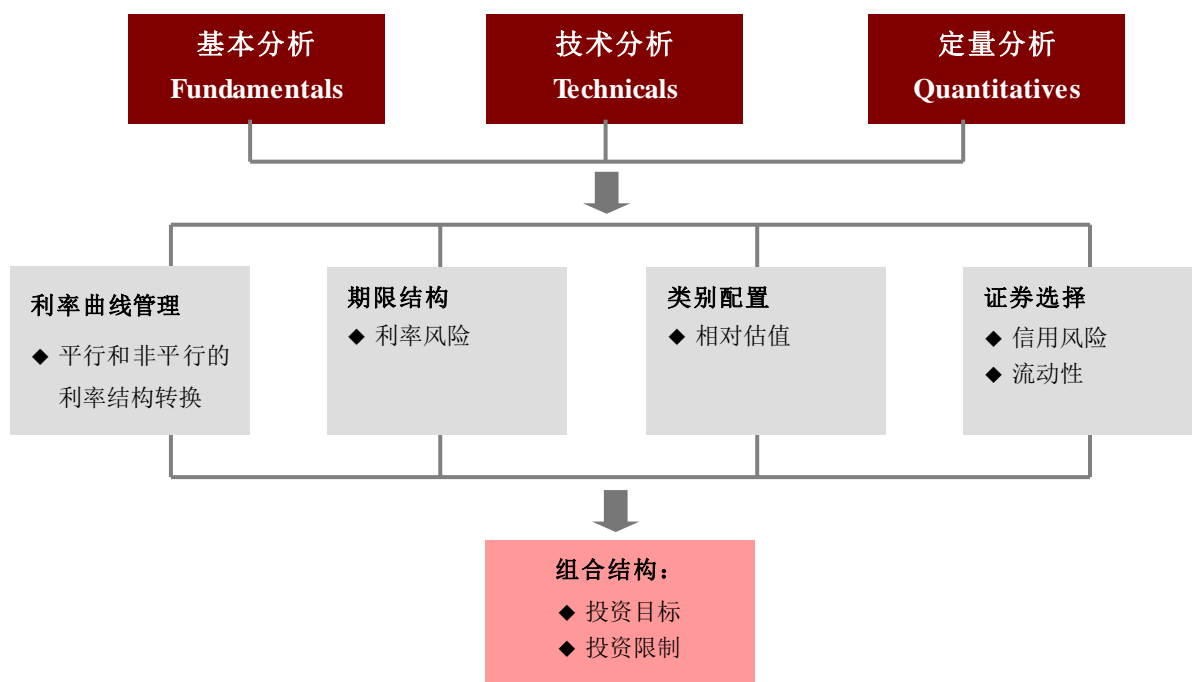 基本分析
Fundamentals
技术分析
Technicals
定量分析
Quantitatives
利率曲线管理
◆ 平行和非平行的
利率结构转换
期限结构
◆ 利率风险
类别配置
◆ 相对估值
证券选择
◆ 信用风险
◆ 流动性
组合结构：
◆ 投资目标
◆ 投资限制